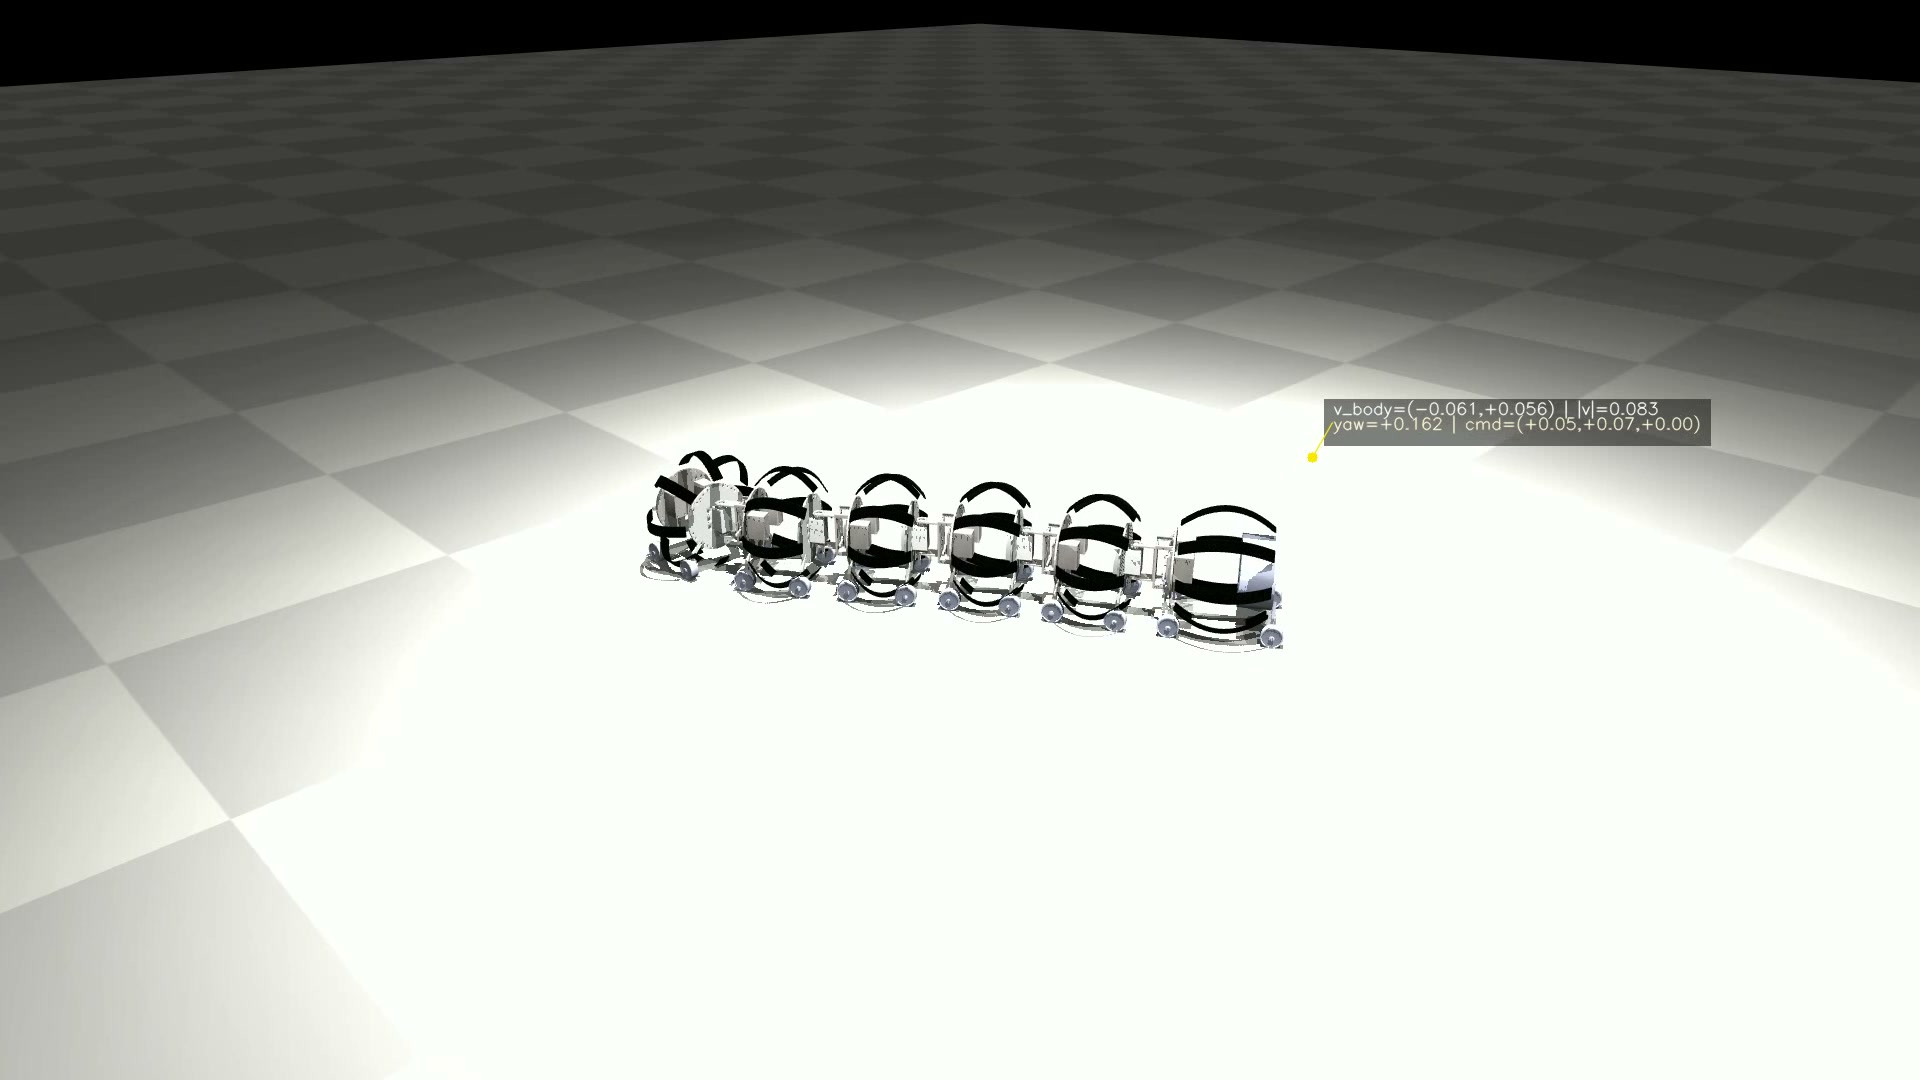 v_body=(−0.061,+0.056) | |v|=0.083
yaw=+0.162 | cmd=(+0.05,+0.07,+0.00)